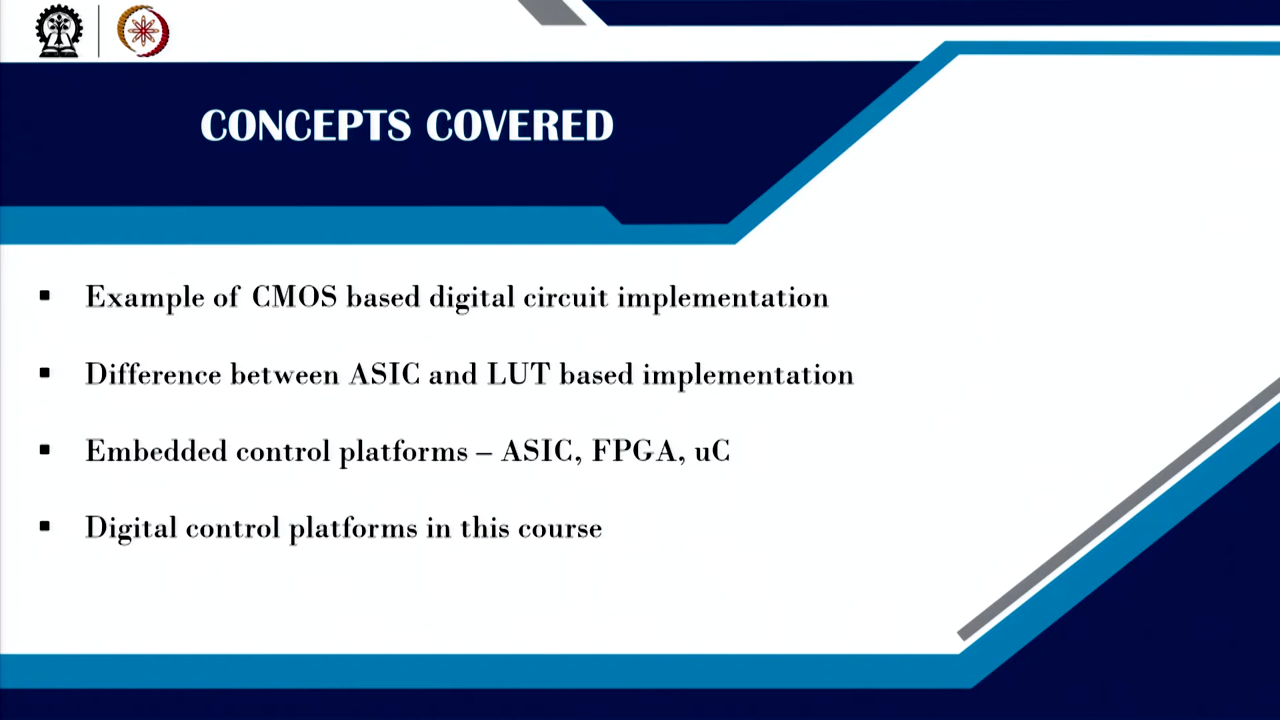 CONCEPTS COVERED
▪ Example of CMOS based digital circuit implementation
▪ Difference between ASIC and LUT based implementation
▪ Embedded control platforms – ASIC, FPGA, uC
▪ Digital control platforms in this course